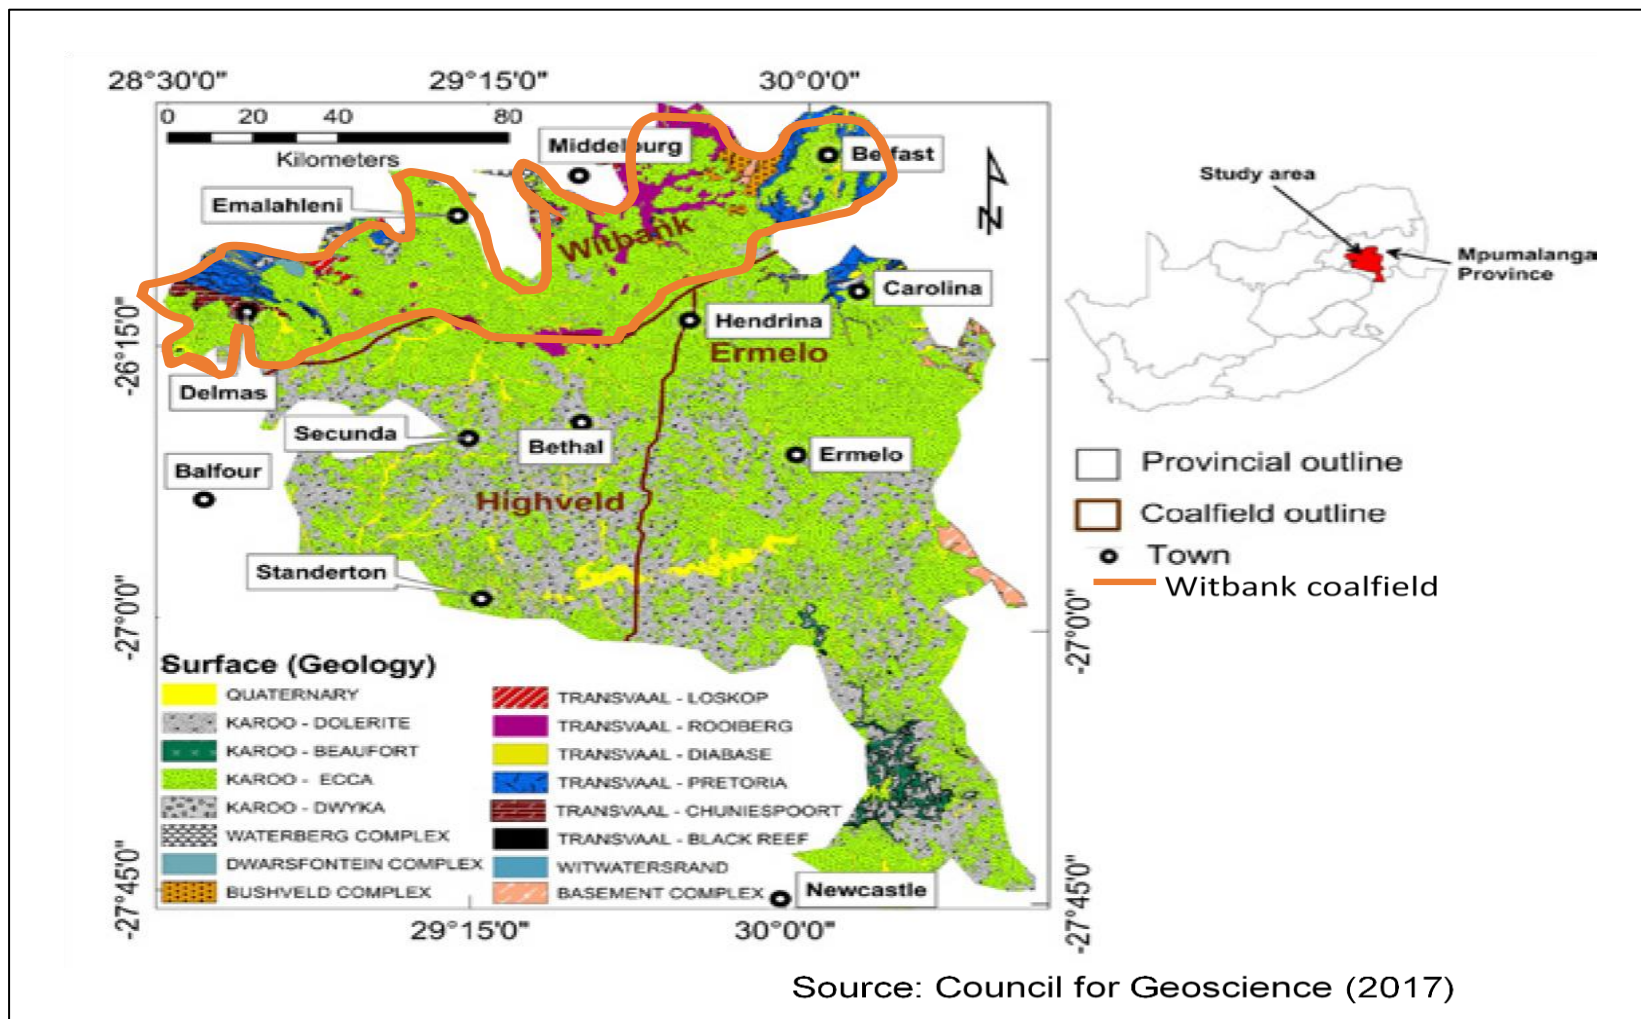 28°30'0" 29°15'0" 30°0'0"
0 20 40 80
Kilometers
Middelburg
Belfast
Emalahleni
Witbank
N
Carolina
Hendrina
Ermelo
-26°15'0"
-26°15'0"
Delmas
Secunda
Bethal
Ermelo
Balfour
Highveld
Standerton
-27°0'0"
-27°0'0"
Surface (Geology)
QUATERNARY
KAROO - DOLERITE
KAROO - BEAUFORT
KAROO - ECCA
KAROO - DWYKA
WATERBERG COMPLEX
DWARSFONTEIN COMPLEX
BUSHVELD COMPLEX
TRANSVAAL - LOSKOP
TRANSVAAL - ROOIBERG
TRANSVAAL - DIABASE
TRANSVAAL - PRETORIA
TRANSVAAL - CHUNIESPOORT
TRANSVAAL - BLACK REEF
WITWATERSRAND
BASEMENT COMPLEX
Newcastle
-27°45'0"
-27°45'0"
29°15'0" 30°0'0"
Study area
Mpumalanga
Province
Provincial outline
Coalfield outline
Town
Witbank coalfield
Source: Council for Geoscience (2017)